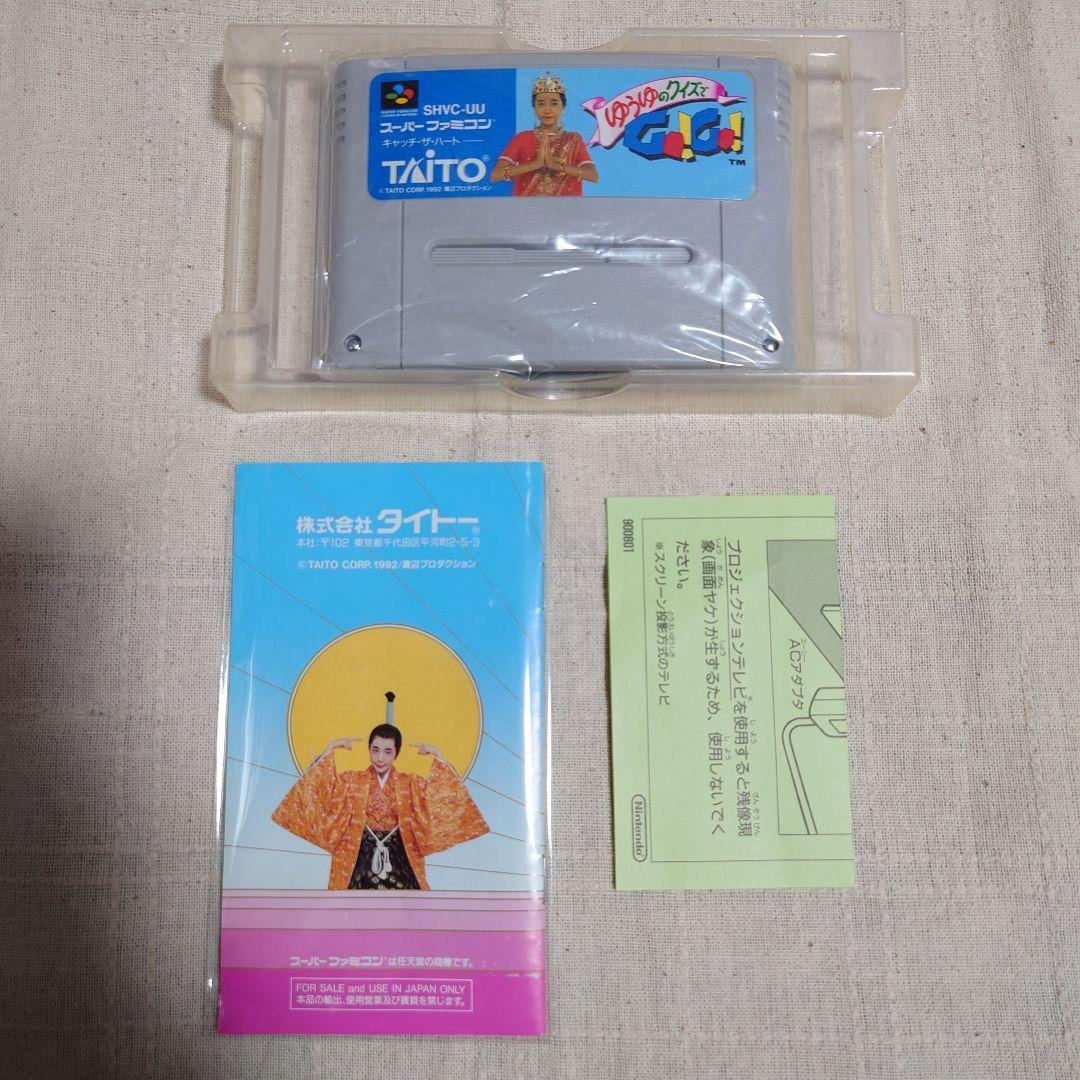 SHVC-UU
スーパーファミコン
キャッチ・ザ・ハート
TAITO®
© TAITO CORP. 1992/渡辺プロダクション
ゆうゆのクイズで
G.!G.!
TM
株式会社 タイトー®
本社:〒102 東京都千代田区平河町2-5-3
© TAITO CORP. 1992/渡辺プロダクション
スーパーファミコンは任天堂の商標です。
FOR SALE and USE IN JAPAN ONLY
本品の輸出、使用営業及び賃貸を禁じます。
900801
プロジェクションテレビ※を使用すると残像現
象(画面ヤケ)が生ずるため、使用しないでく
ださい。
※スクリーン投影方式のテレビ
ACアダプタ
Nintendo®